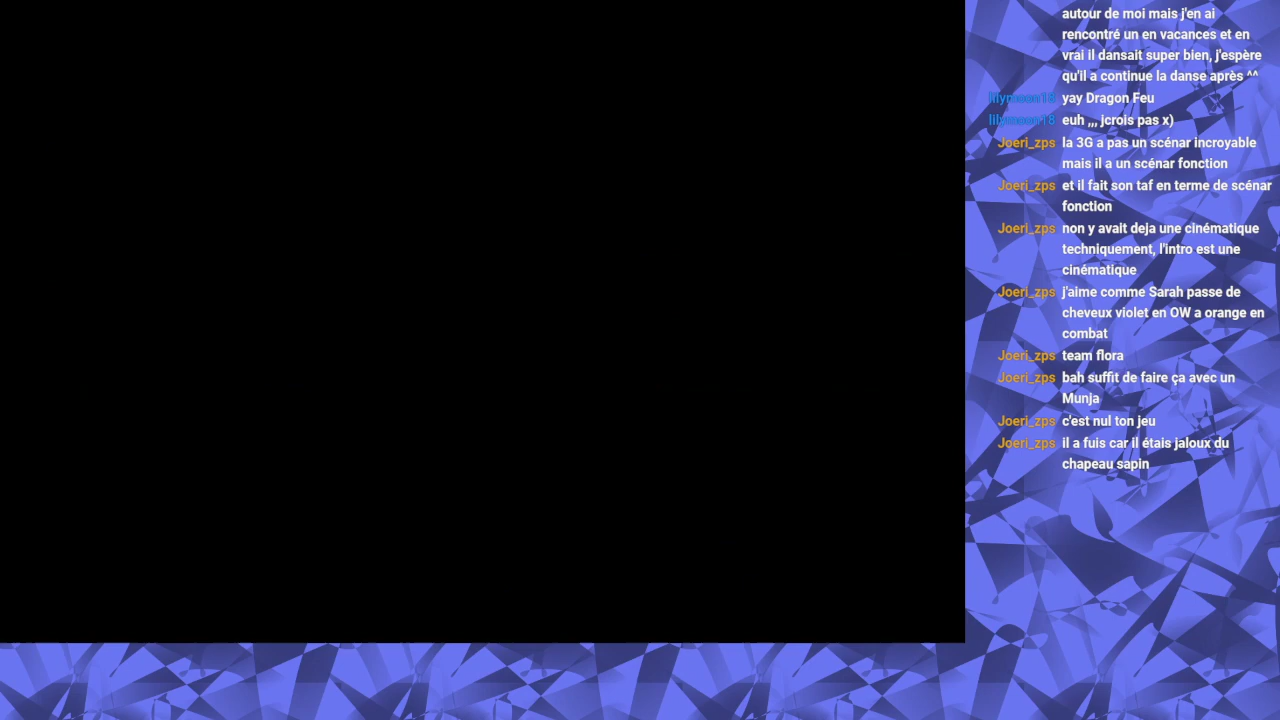 autour de moi mais j'en ai
rencontré un en vacances et en
vrai il dansait super bien, j'espère
qu'il a continue la danse après ^^
lilymoon18 yay Dragon Feu
lilymoon18 euh ,,, jcrois pas x)
Joeri_zps la 3G a pas un scénar incroyable
mais il a un scénar fonction
Joeri_zps et il fait son taf en terme de scénar
fonction
Joeri_zps non y avait deja une cinématique
techniquement, l'intro est une
cinématique
Joeri_zps j'aime comme Sarah passe de
cheveux violet en OW a orange en
combat
Joeri_zps team flora
Joeri_zps bah suffit de faire ça avec un
Munja
Joeri_zps c'est nul ton jeu
Joeri_zps il a fuis car il étais jaloux du
chapeau sapin